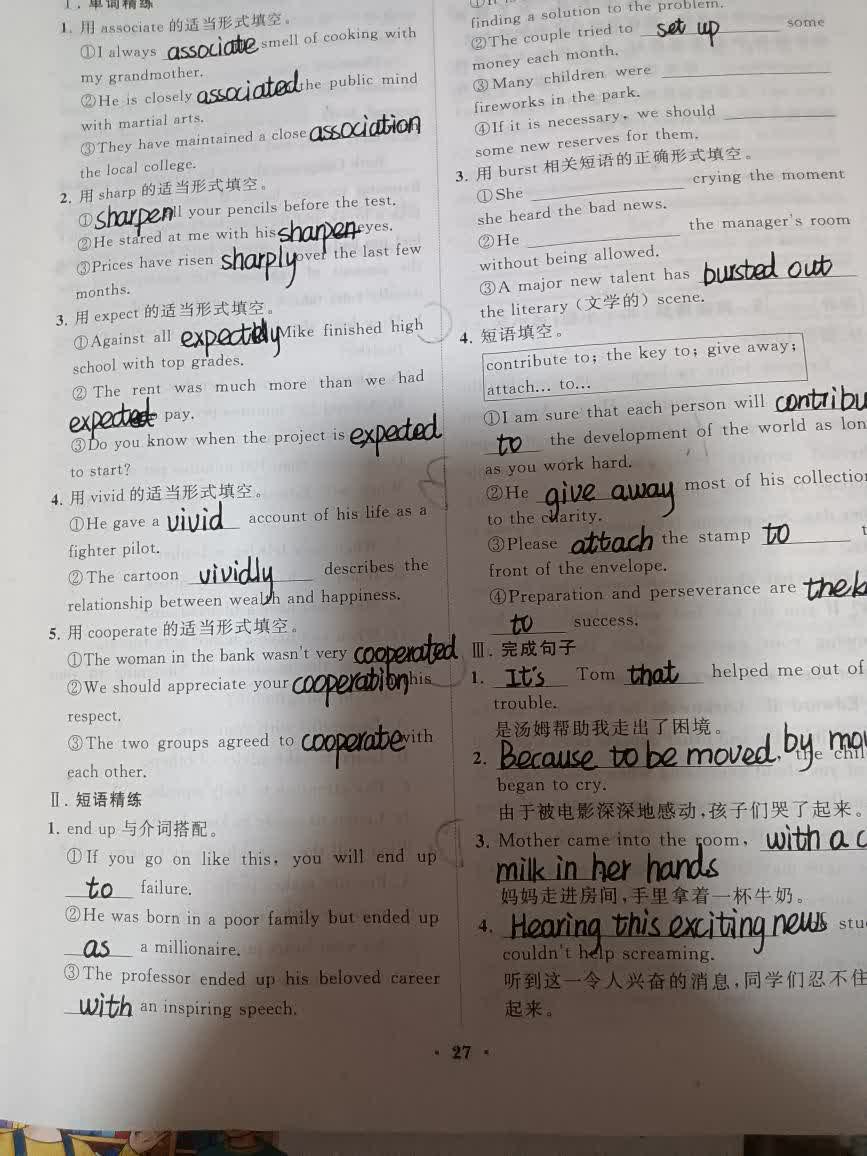 Ⅰ. 单词精练
1. 用 associate 的适当形式填空。
①I always associate smell of cooking with
my grandmother.
②He is closely associated the public mind
with martial arts.
③They have maintained a close association
the local college.
2. 用 sharp 的适当形式填空。
① sharpen ll your pencils before the test.
②He stared at me with his sharpen eyes.
③Prices have risen sharply over the last few
months.
3. 用 expect 的适当形式填空。
①Against all Mike finished high
school with top grades.
② The rent was much more than we had
expected pay.
③Do you know when the project is expected
to start?
4. 用 vivid 的适当形式填空。
①He gave a vivid account of his life as a
fighter pilot.
② The cartoon vividly describes the
relationship between wealth and happiness.
5. 用 cooperate 的适当形式填空。
①The woman in the bank wasn't very cooperated
②We should appreciate your cooperation his
respect.
③The two groups agreed to cooperate with
each other.
Ⅱ. 短语精练
1. end up 与介词搭配。
①If you go on like this, you will end up
to failure.
②He was born in a poor family but ended up
as a millionaire.
③The professor ended up his beloved career
with an inspiring speech.
finding a solution to the problem.
②The couple tried to set up some
money each month.
③Many children were
fireworks in the park.
④If it is necessary, we should
some new reserves for them.
3. 用 burst 相关短语的正确形式填空。
①She crying the moment
she heard the bad news.
②He the manager's room
without being allowed.
③A major new talent has bursted out
the literary (文学的) scene.
4. 短语填空。
contribute to; the key to; give away;
attach... to...
①I am sure that each person will contribu
to the development of the world as lon
as you work hard.
②He give away most of his collectio
to the charity.
③Please attach the stamp to t
front of the envelope.
④Preparation and perseverance are the k
to success.
Ⅲ. 完成句子
1. It's Tom that helped me out of
trouble.
是汤姆帮助我走出了困境。
2. Because to be moved, by mov the chil
began to cry.
由于被电影深深地感动,孩子们哭了起来。
3. Mother came into the room, with a c
milk in her hands
妈妈走进房间,手里拿着一杯牛奶。
4. Hearing this exciting news stu
couldn't help screaming.
听到这一令人兴奋的消息,同学们忍不住
起来。
· 27 ·